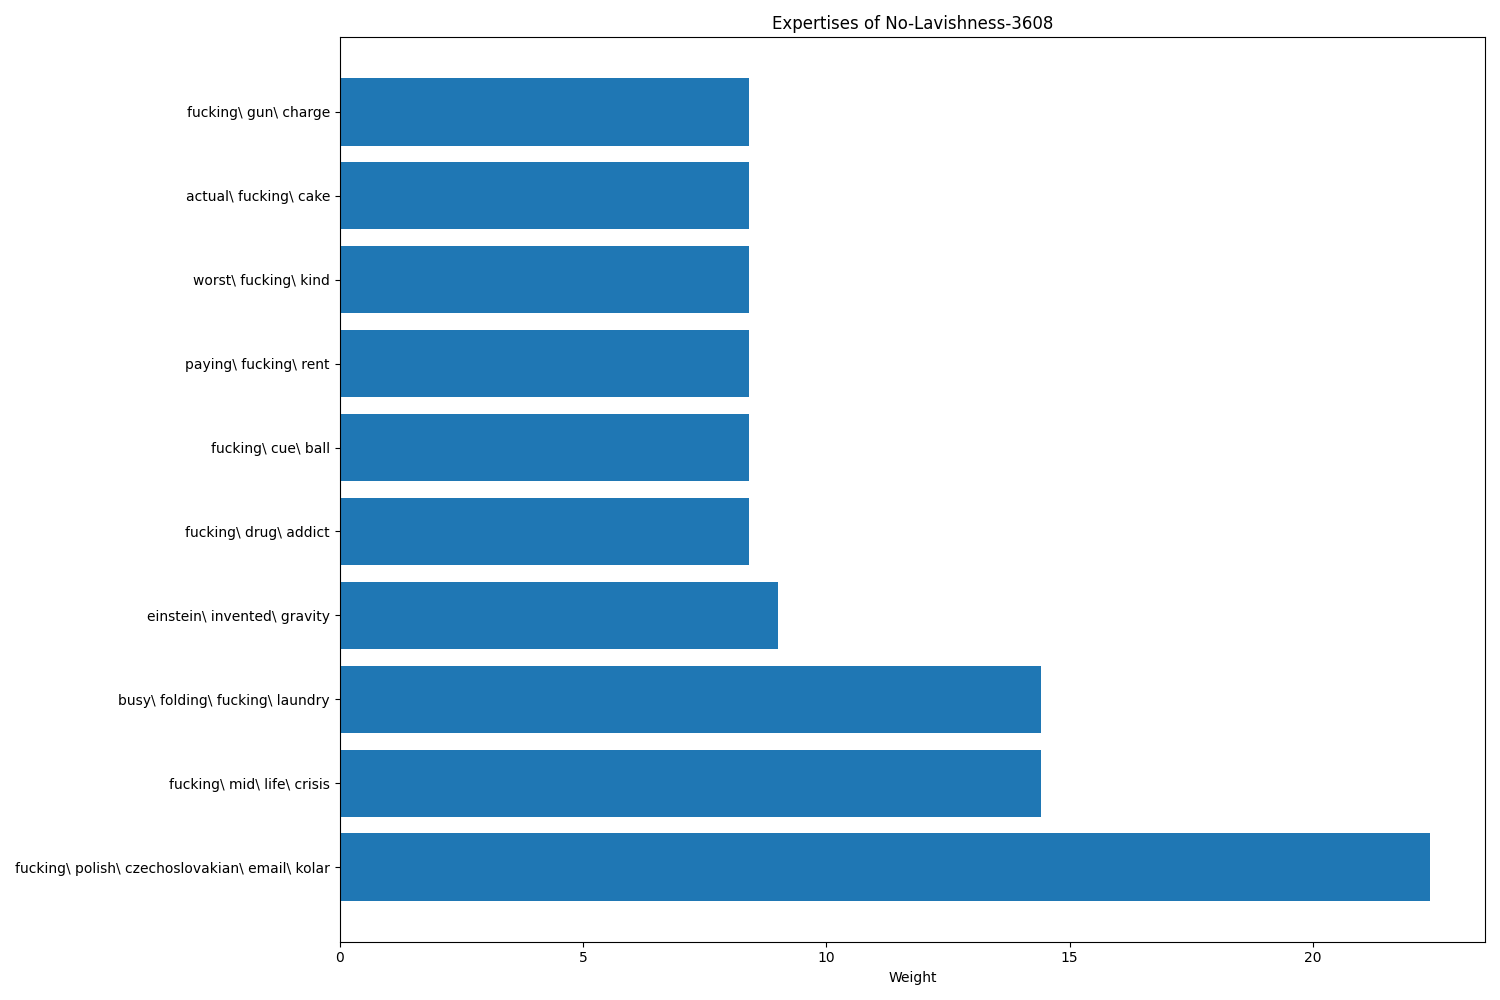 Expertises of No-Lavishness-3608
fucking\ gun\ charge
actual\ fucking\ cake
worst\ fucking\ kind
paying\ fucking\ rent
fucking\ cue\ ball
fucking\ drug\ addict
einstein\ invented\ gravity
busy\ folding\ fucking\ laundry
fucking\ mid\ life\ crisis
fucking\ polish\ czechoslovakian\ email\ kolar
0 5 10 15 20
Weight